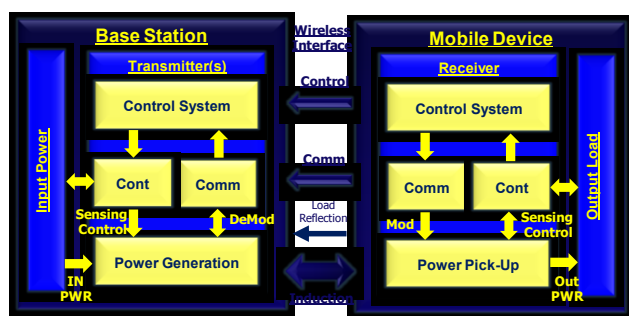 Base Station
Wireless
Interface
Mobile Device
Transmitter(s)
Receiver
Control System
Control
Control System
Input Power
Cont
Comm
Comm
Comm
Cont
Output Load
Sensing
Control
DeMod
Load
Reflection
Mod
Sensing
Control
Power Generation
Power Pick-Up
IN
PWR
Induction
Out
PWR